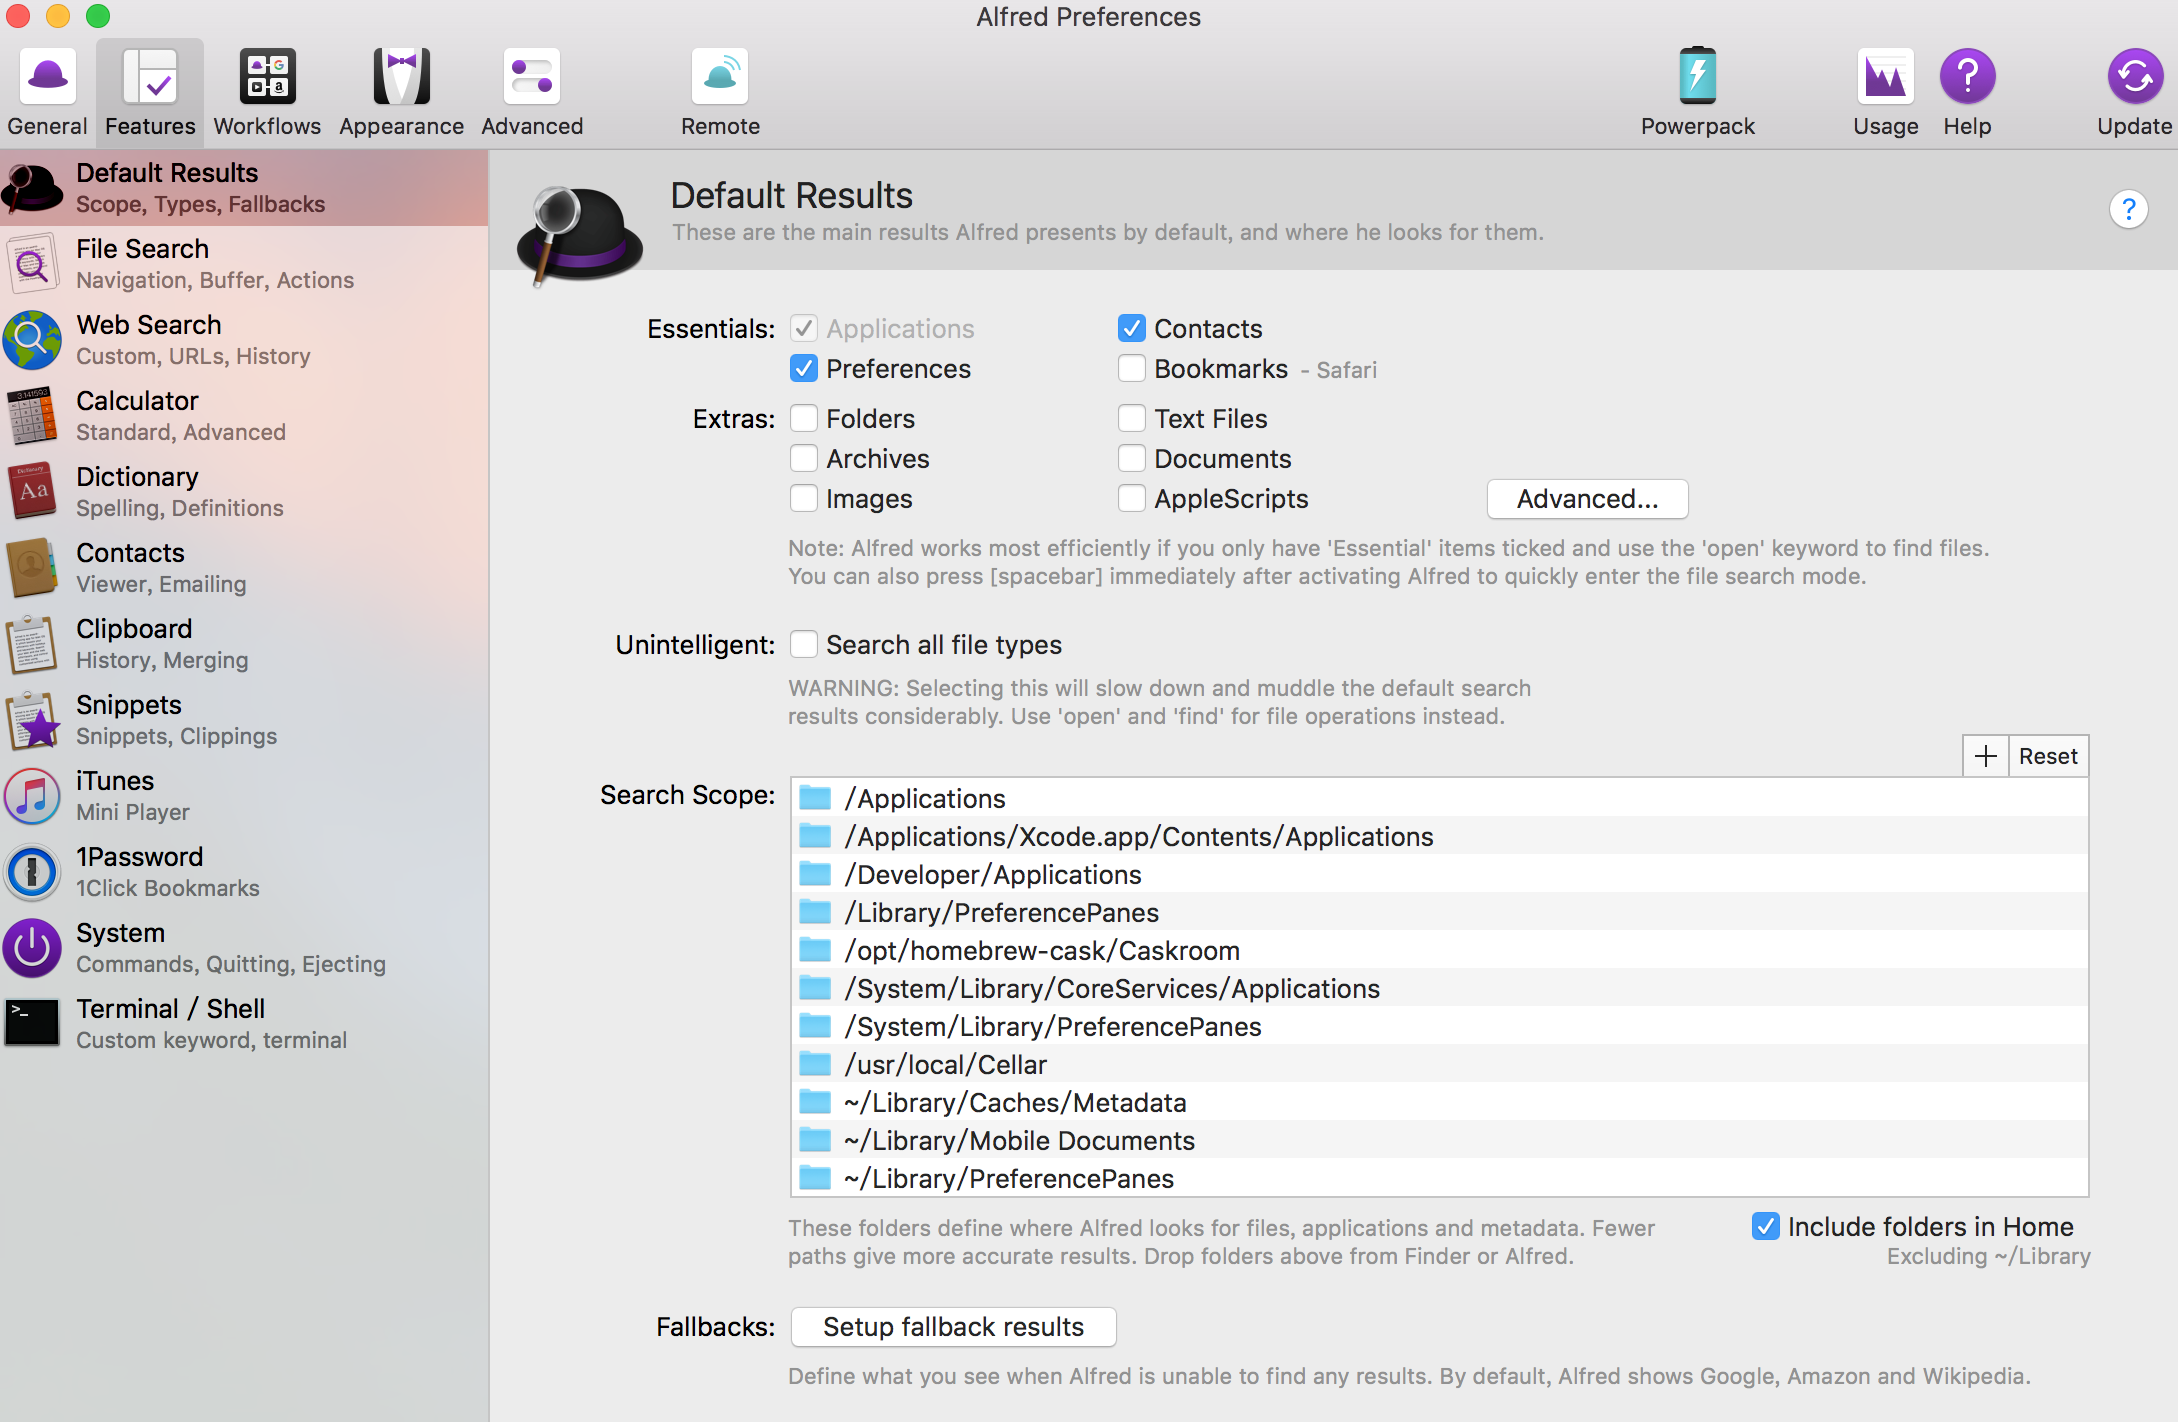 Alfred Preferences
General Features Workflows Appearance Advanced Remote Powerpack Usage Help Update
Default Results
Scope, Types, Fallbacks
File Search
Navigation, Buffer, Actions
Web Search
Custom, URLs, History
Calculator
Standard, Advanced
Dictionary
Spelling, Definitions
Contacts
Viewer, Emailing
Clipboard
History, Merging
Snippets
Snippets, Clippings
iTunes
Mini Player
1Password
1Click Bookmarks
System
Commands, Quitting, Ejecting
Terminal / Shell
Custom keyword, terminal
Default Results
These are the main results Alfred presents by default, and where he looks for them.
?
Essentials: Applications Contacts
Preferences Bookmarks - Safari
Extras: Folders Text Files
Archives Documents
Images AppleScripts Advanced...
Note: Alfred works most efficiently if you only have 'Essential' items ticked and use the 'open' keyword to find files.
You can also press [spacebar] immediately after activating Alfred to quickly enter the file search mode.
Unintelligent: Search all file types
WARNING: Selecting this will slow down and muddle the default search
results considerably. Use 'open' and 'find' for file operations instead.
+ Reset
Search Scope: /Applications
/Applications/Xcode.app/Contents/Applications
/Developer/Applications
/Library/PreferencePanes
/opt/homebrew-cask/Caskroom
/System/Library/CoreServices/Applications
/System/Library/PreferencePanes
/usr/local/Cellar
~/Library/Caches/Metadata
~/Library/Mobile Documents
~/Library/PreferencePanes
These folders define where Alfred looks for files, applications and metadata. Fewer
paths give more accurate results. Drop folders above from Finder or Alfred.
Include folders in Home
Excluding ~/Library
Fallbacks: Setup fallback results
Define what you see when Alfred is unable to find any results. By default, Alfred shows Google, Amazon and Wikipedia.